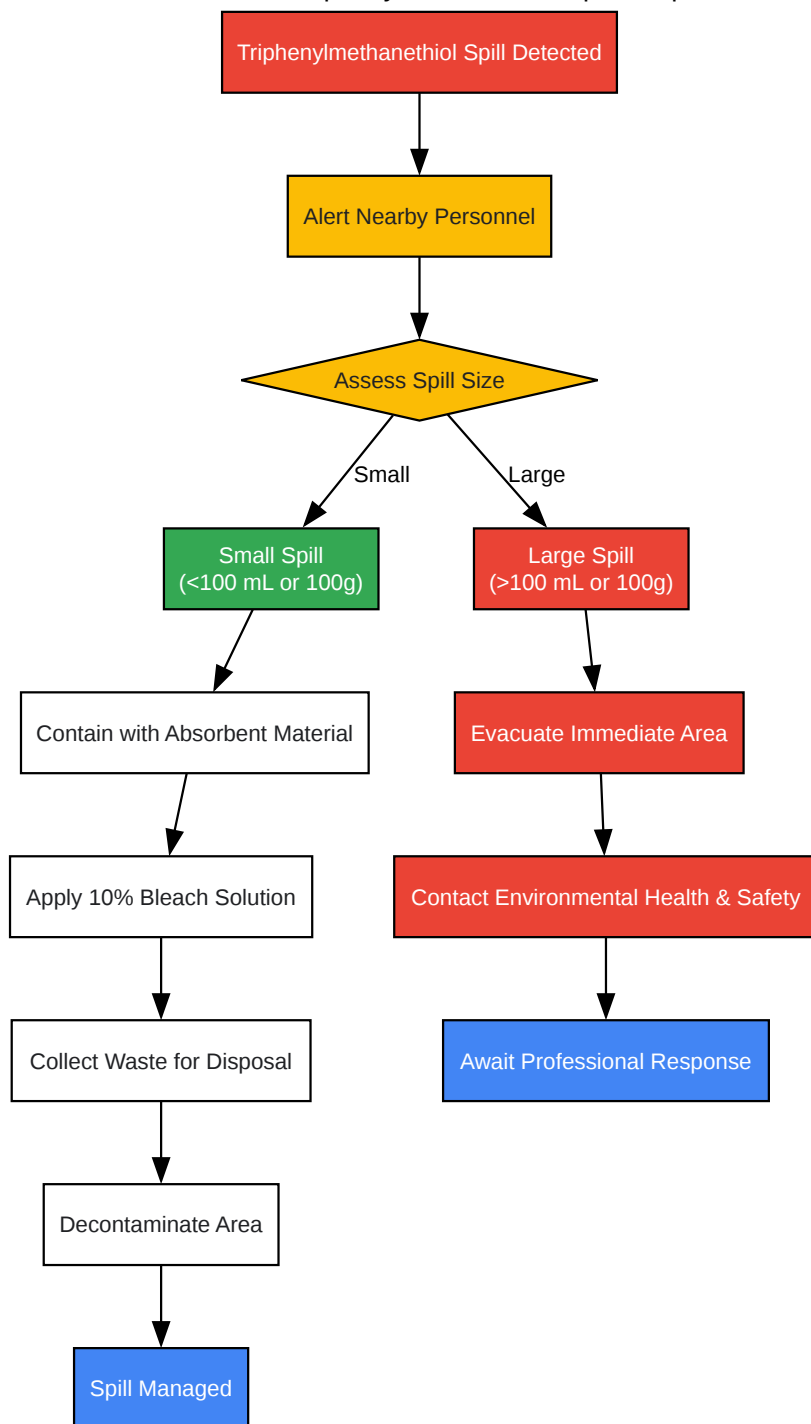 Triphenylmethanethiol Spill Detected
Alert Nearby Personnel
Assess Spill Size
Small
Large
Small Spill
(<100 mL or 100g)
Large Spill
(>100 mL or 100g)
Contain with Absorbent Material
Evacuate Immediate Area
Apply 10% Bleach Solution
Contact Environmental Health & Safety
Collect Waste for Disposal
Await Professional Response
Decontaminate Area
Spill Managed